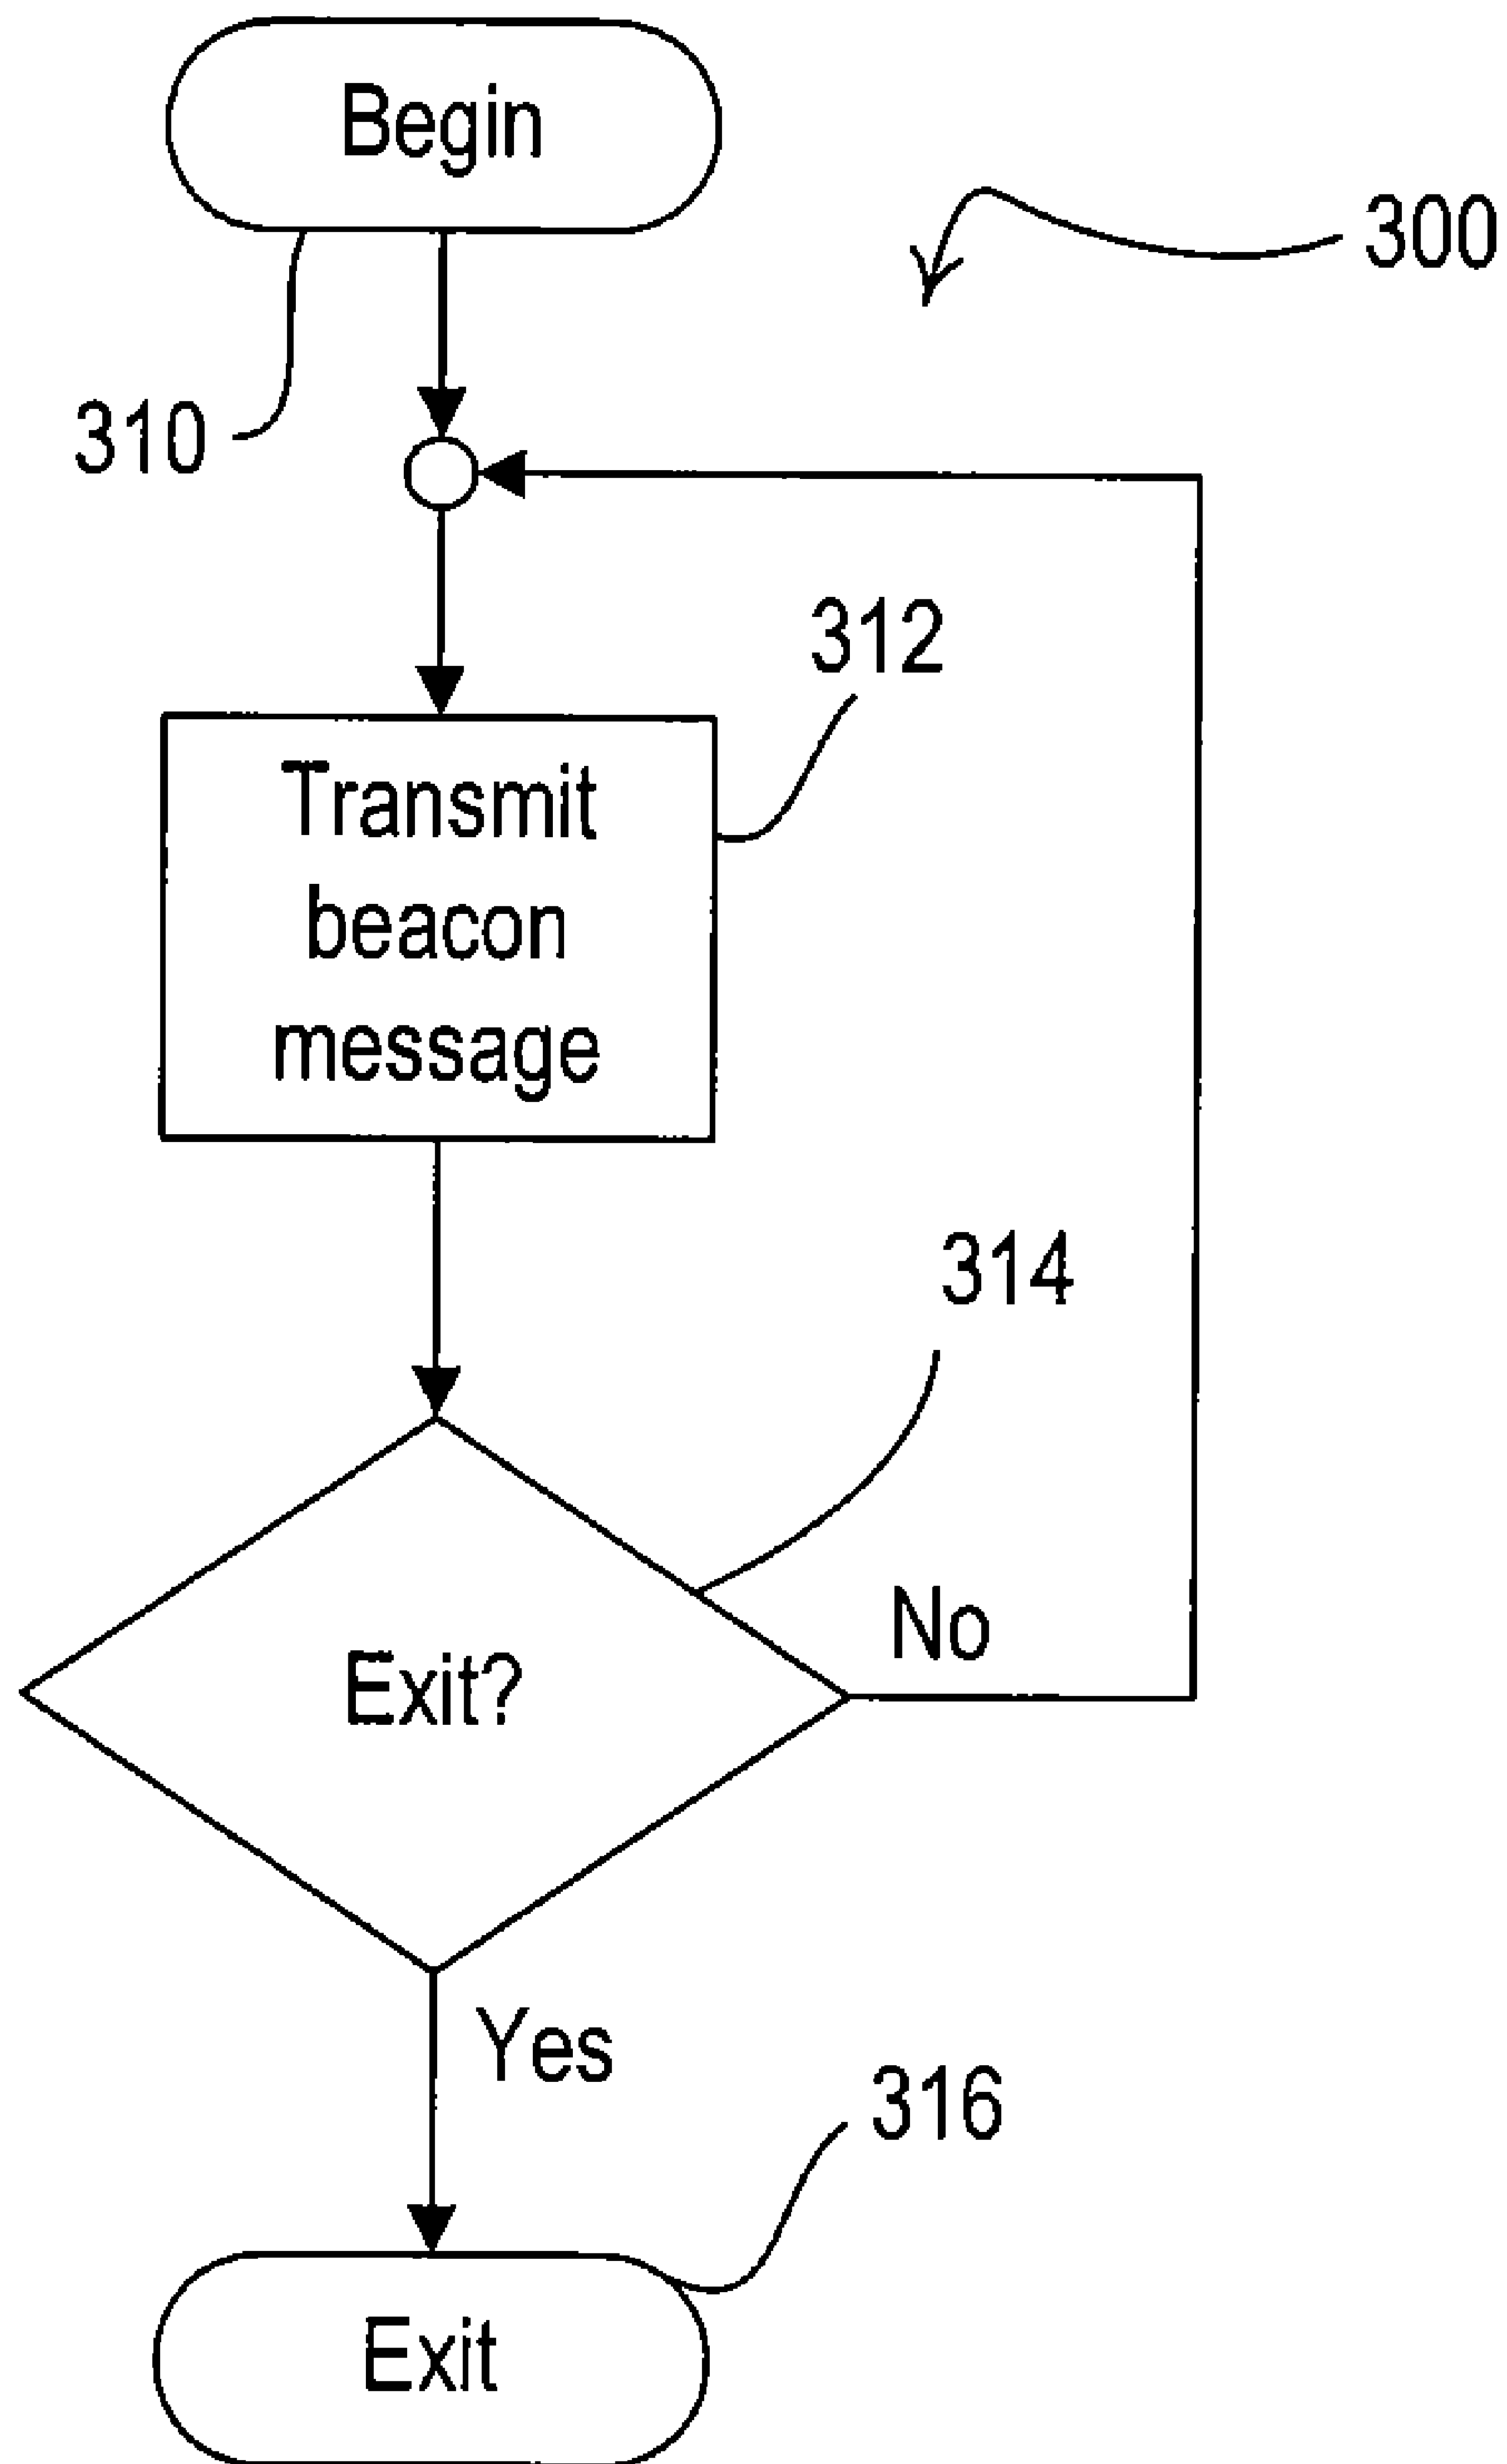 Begin
300
310
312
Transmit
beacon
message
314
No
Exit?
Yes
316
Exit